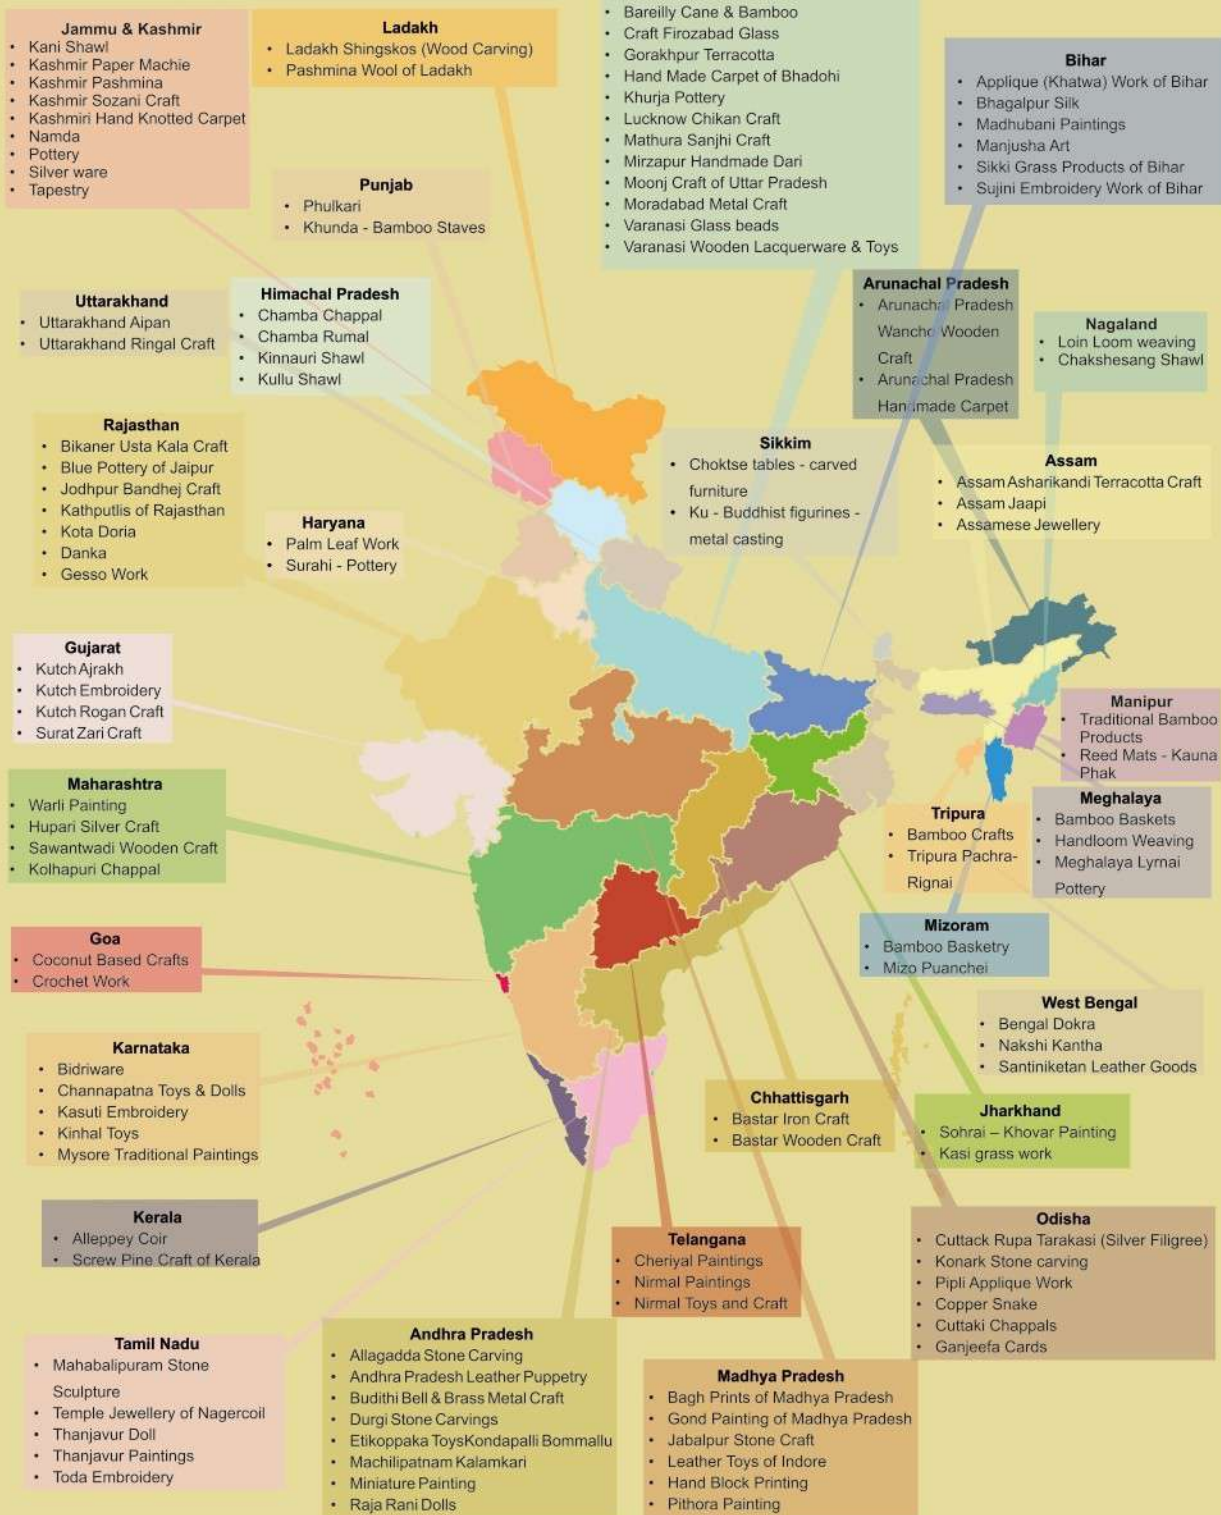 Jammu & Kashmir
• Kani Shawl
• Kashmir Paper Machie
• Kashmir Pashmina
• Kashmir Sozani Craft
• Kashmiri Hand Knotted Carpet
• Namda
• Pottery
• Silver ware
• Tapestry
Ladakh
• Ladakh Shingskos (Wood Carving)
• Pashmina Wool of Ladakh
• Bareilly Cane & Bamboo
• Craft Firozabad Glass
• Gorakhpur Terracotta
• Hand Made Carpet of Bhadohi
• Khurja Pottery
• Lucknow Chikan Craft
• Mathura Sanjhi Craft
• Mirzapur Handmade Dari
• Moonj Craft of Uttar Pradesh
• Moradabad Metal Craft
• Varanasi Glass beads
• Varanasi Wooden Lacquerware & Toys
Bihar
• Applique (Khatwa) Work of Bihar
• Bhagalpur Silk
• Madhubani Paintings
• Manjusha Art
• Sikki Grass Products of Bihar
• Sujini Embroidery Work of Bihar
Punjab
• Phulkari
• Khunda - Bamboo Staves
Uttarakhand
• Uttarakhand Aipan
• Uttarakhand Ringal Craft
Himachal Pradesh
• Chamba Chappal
• Chamba Rumal
• Kinnauri Shawl
• Kullu Shawl
Arunachal Pradesh
• Arunachal Pradesh
Wancho Wooden
Craft
• Arunachal Pradesh
Handmade Carpet
Nagaland
• Loin Loom weaving
• Chakshesang Shawl
Rajasthan
• Bikaner Usta Kala Craft
• Blue Pottery of Jaipur
• Jodhpur Bandhej Craft
• Kathputlis of Rajasthan
• Kota Doria
• Danka
• Gesso Work
Haryana
• Palm Leaf Work
• Surahi - Pottery
Sikkim
• Choktse tables - carved
furniture
• Ku - Buddhist figurines -
metal casting
Assam
• Assam Asharikandi Terracotta Craft
• Assam Jaapi
• Assamese Jewellery
Gujarat
• Kutch Ajrakh
• Kutch Embroidery
• Kutch Rogan Craft
• Surat Zari Craft
Manipur
• Traditional Bamboo
Products
• Reed Mats - Kauna
Phak
Maharashtra
• Warli Painting
• Hupari Silver Craft
• Sawantwadi Wooden Craft
• Kolhapuri Chappal
Tripura
• Bamboo Crafts
• Tripura Pachra-
Rignai
Meghalaya
• Bamboo Baskets
• Handloom Weaving
• Meghalaya Lyrnai
Pottery
Goa
• Coconut Based Crafts
• Crochet Work
Mizoram
• Bamboo Basketry
• Mizo Puanchei
West Bengal
• Bengal Dokra
• Nakshi Kantha
• Santiniketan Leather Goods
Karnataka
• Bidriware
• Channapatna Toys & Dolls
• Kasuti Embroidery
• Kinhal Toys
• Mysore Traditional Paintings
Chhattisgarh
• Bastar Iron Craft
• Bastar Wooden Craft
Jharkhand
• Sohrai – Khovar Painting
• Kasi grass work
Kerala
• Alleppey Coir
• Screw Pine Craft of Kerala
Telangana
• Cheriyal Paintings
• Nirmal Paintings
• Nirmal Toys and Craft
Odisha
• Cuttack Rupa Tarakasi (Silver Filigree)
• Konark Stone carving
• Pipli Applique Work
• Copper Snake
• Cuttaki Chappals
• Ganjeefa Cards
Tamil Nadu
• Mahabalipuram Stone
Sculpture
• Temple Jewellery of Nagercoil
• Thanjavur Doll
• Thanjavur Paintings
• Toda Embroidery
Andhra Pradesh
• Allagadda Stone Carving
• Andhra Pradesh Leather Puppetry
• Budithi Bell & Brass Metal Craft
• Durgi Stone Carvings
• Etikoppaka ToysKondapalli Bommallu
• Machilipatnam Kalamkari
• Miniature Painting
• Raja Rani Dolls
Madhya Pradesh
• Bagh Prints of Madhya Pradesh
• Gond Painting of Madhya Pradesh
• Jabalpur Stone Craft
• Leather Toys of Indore
• Hand Block Printing
• Pithora Painting